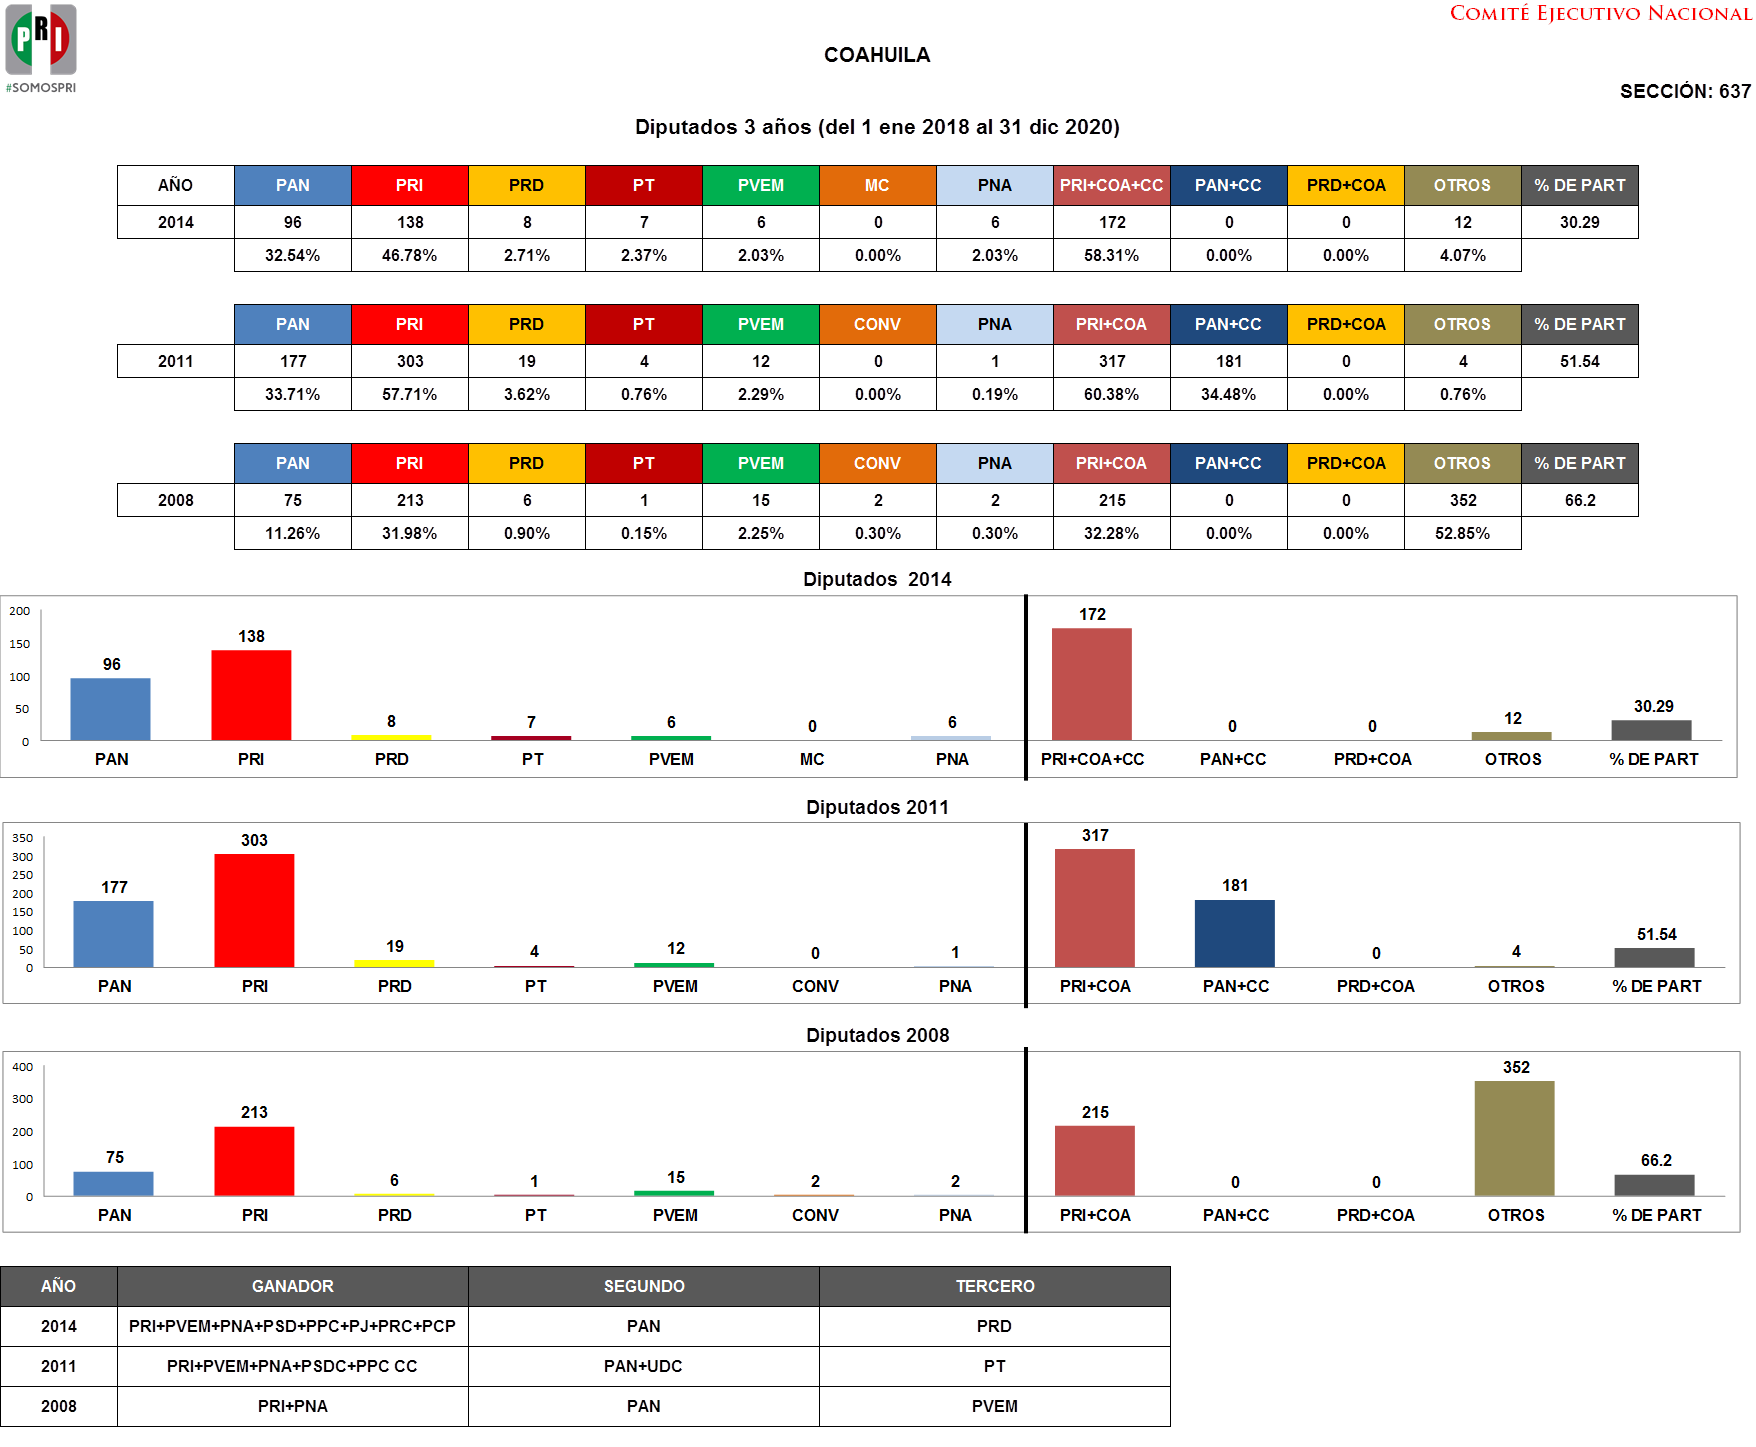 PRI
#SOMOSPRI
COMITÉ EJECUTIVO NACIONAL
COAHUILA
SECCIÓN: 637
Diputados 3 años (del 1 ene 2018 al 31 dic 2020)
AÑO PAN PRI PRD PT PVEM MC PNA PRI+COA+CC PAN+CC PRD+COA OTROS % DE PART
2014 96 138 8 7 6 0 6 172 0 0 12 30.29
32.54% 46.78% 2.71% 2.37% 2.03% 0.00% 2.03% 58.31% 0.00% 0.00% 4.07%
PAN PRI PRD PT PVEM CONV PNA PRI+COA PAN+CC PRD+COA OTROS % DE PART
2011 177 303 19 4 12 0 1 317 181 0 4 51.54
33.71% 57.71% 3.62% 0.76% 2.29% 0.00% 0.19% 60.38% 34.48% 0.00% 0.76%
PAN PRI PRD PT PVEM CONV PNA PRI+COA PAN+CC PRD+COA OTROS % DE PART
2008 75 213 6 1 15 2 2 215 0 0 352 66.2
11.26% 31.98% 0.90% 0.15% 2.25% 0.30% 0.30% 32.28% 0.00% 0.00% 52.85%
Diputados 2014
200
150
100
50
0
96 138 8 7 6 0 6 172 0 0 12 30.29
PAN PRI PRD PT PVEM MC PNA PRI+COA+CC PAN+CC PRD+COA OTROS % DE PART
Diputados 2011
350
300
250
200
150
100
50
0
177 303 19 4 12 0 1 317 181 0 4 51.54
PAN PRI PRD PT PVEM CONV PNA PRI+COA PAN+CC PRD+COA OTROS % DE PART
Diputados 2008
400
300
200
100
0
75 213 6 1 15 2 2 215 0 0 352 66.2
PAN PRI PRD PT PVEM CONV PNA PRI+COA PAN+CC PRD+COA OTROS % DE PART
AÑO GANADOR SEGUNDO TERCERO
2014 PRI+PVEM+PNA+PSD+PPC+PJ+PRC+PCP PAN PRD
2011 PRI+PVEM+PNA+PSDC+PPC CC PAN+UDC PT
2008 PRI+PNA PAN PVEM